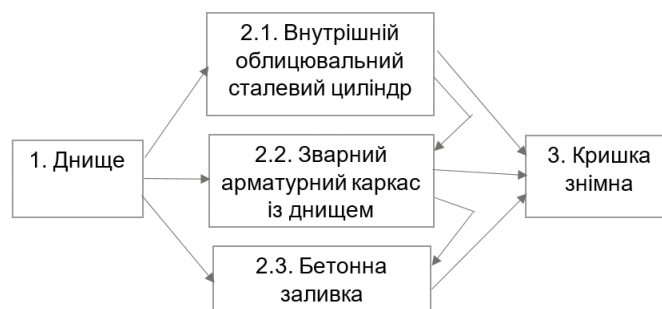 2.1. Внутрішній
облицювальний
сталевий циліндр
1. Днище
2.2. Зварний
арматурний каркас
із днищем
3. Кришка
знімна
2.3. Бетонна
заливка